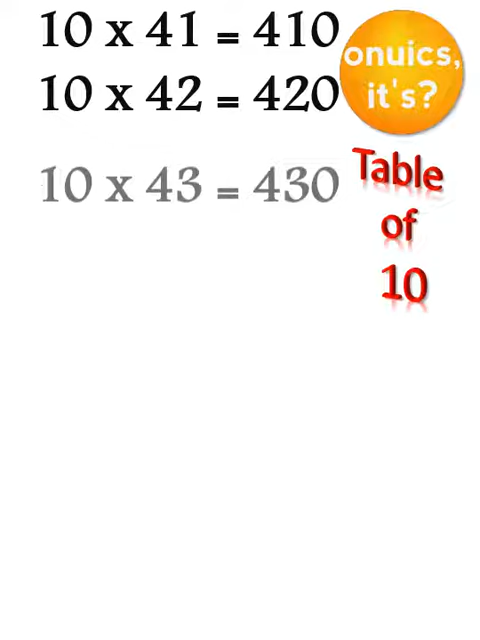 10 x 41 = 410
10 x 42 = 420
10 x 43 = 430
onuics,
it's?
Table
of
10